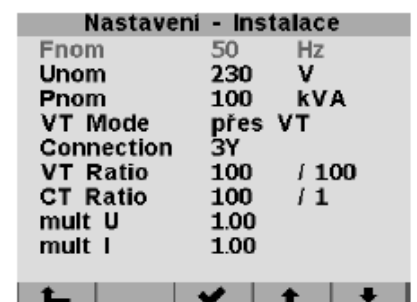 Nastavení - Instalace
Fnom 50 Hz
Unom 230 V
Pnom 100 kVA
VT Mode přes VT
Connection 3Y
VT Ratio 100 / 100
CT Ratio 100 / 1
mult U 1.00
mult I 1.00